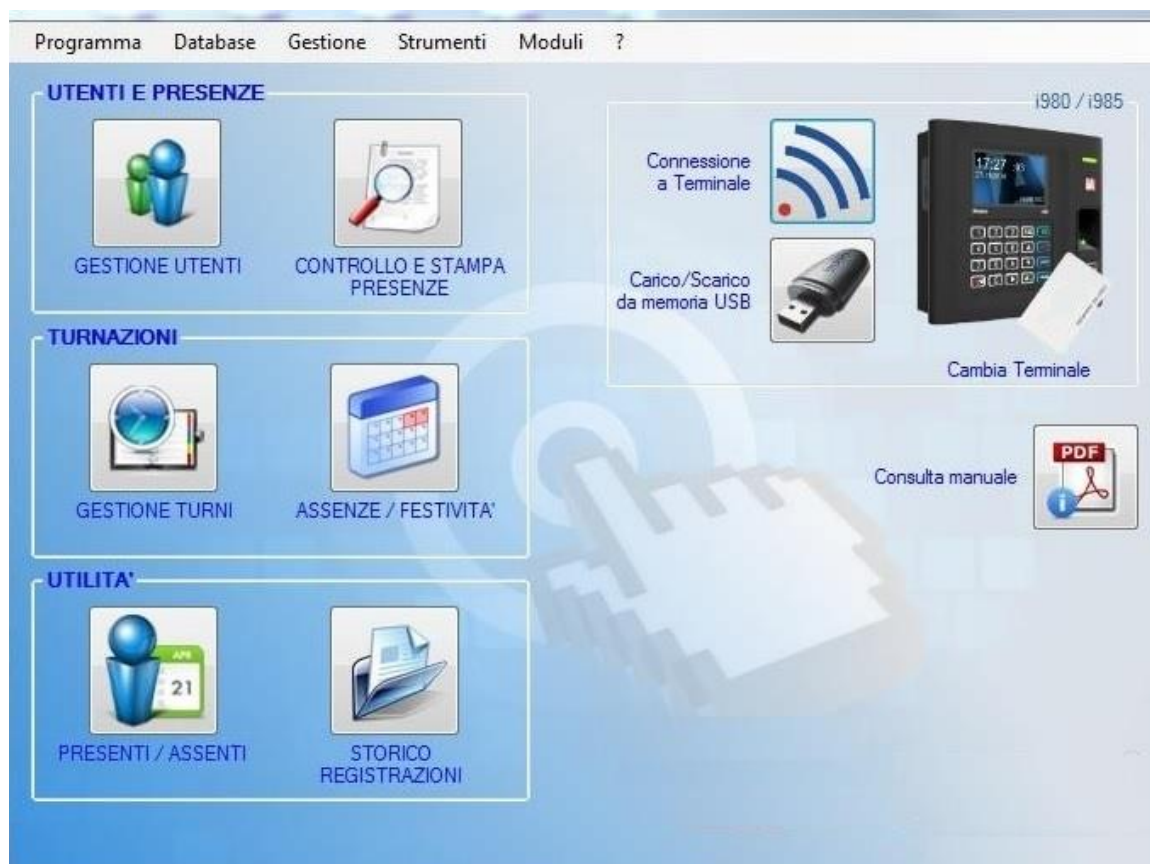 Programma Database Gestione Strumenti Moduli ?
UTENTI E PRESENZE
GESTIONE UTENTI
CONTROLLO E STAMPA
PRESENZE
TURNAZIONI
GESTIONE TURNI
ASSENZE / FESTIVITA'
UTILITA'
APR
21
PRESENTI / ASSENTI
STORICO
REGISTRAZIONI
i980 / i985
Connessione
a Terminale
17:27
Carico/Scarico
da memoria USB
Cambia Terminale
Consulta manuale
PDF
i